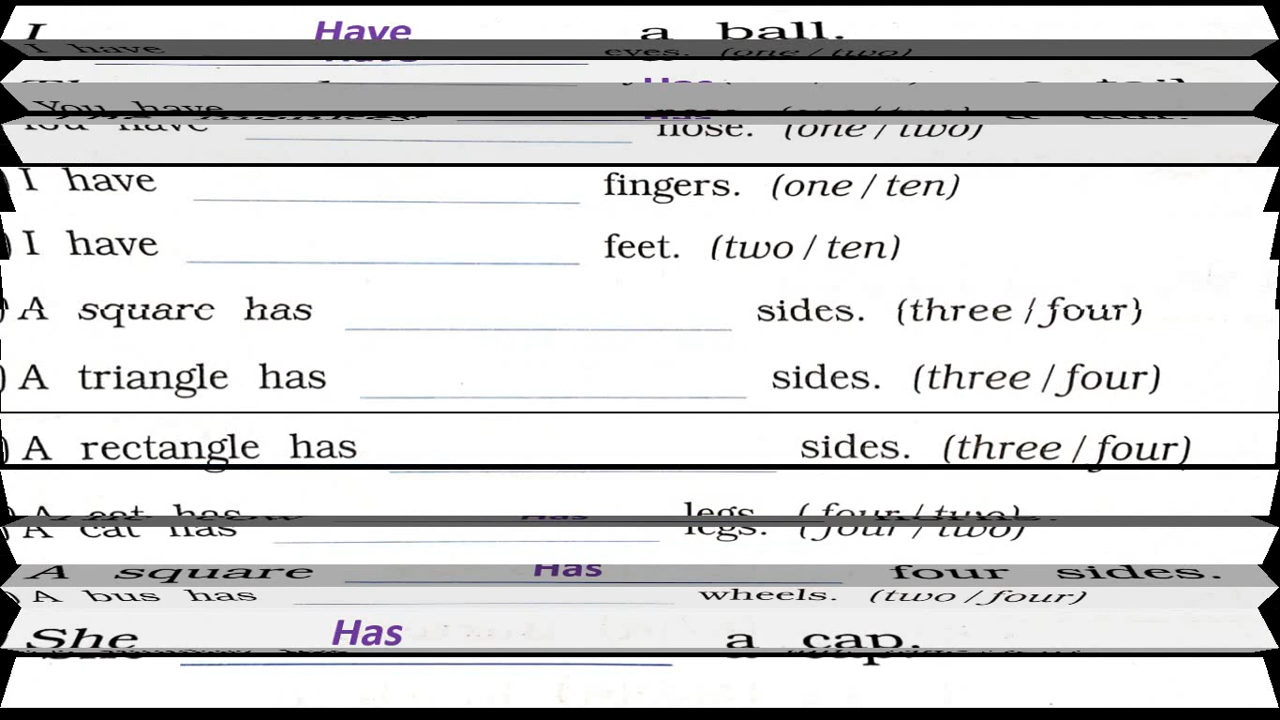 I Have a ball.
I have eyes. (one / two)
Has
You have nose. (one / two)
I have fingers. (one / ten)
I have feet. (two / ten)
A square has sides. (three / four)
A triangle has sides. (three / four)
A rectangle has sides. (three / four)
A cat has legs. (four / two)
A square Has four sides.
A bus has wheels. (two / four)
She Has a cap.